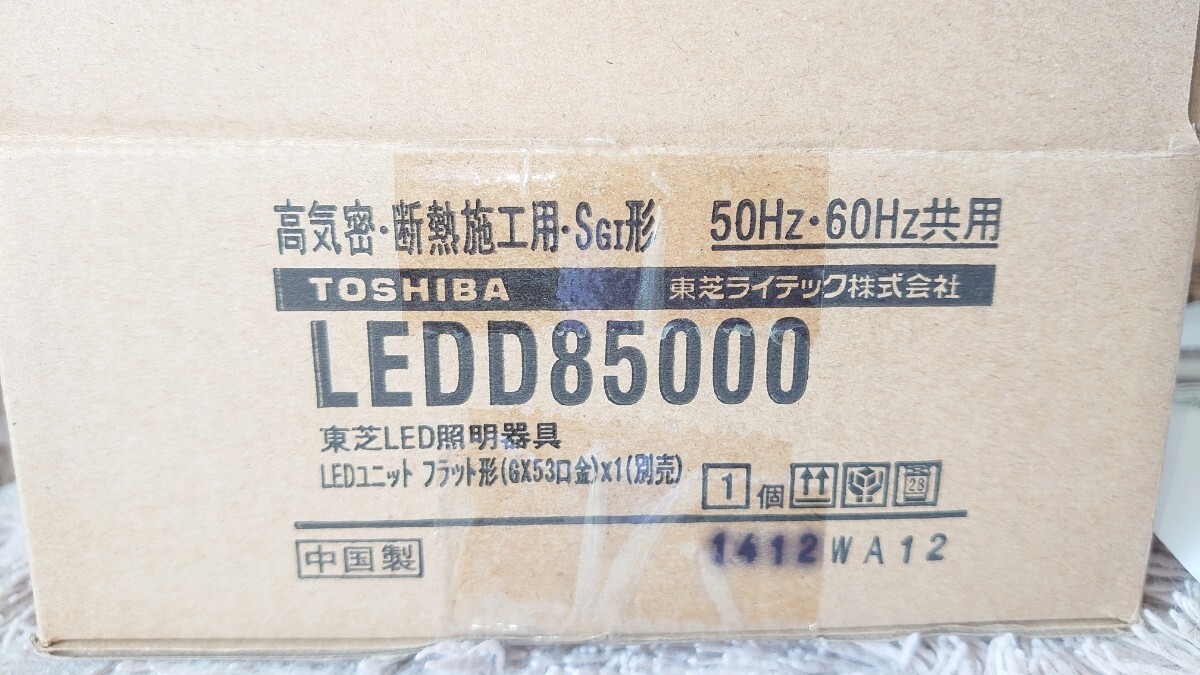 高気密・断熱施工用・SGI形 50Hz・60Hz共用
TOSHIBA 東芝ライテック株式会社
LEDD85000
東芝LED照明器具
LEDユニット フラット形(GX53口金)x1(別売)
1個 28
中国製 1412WA12